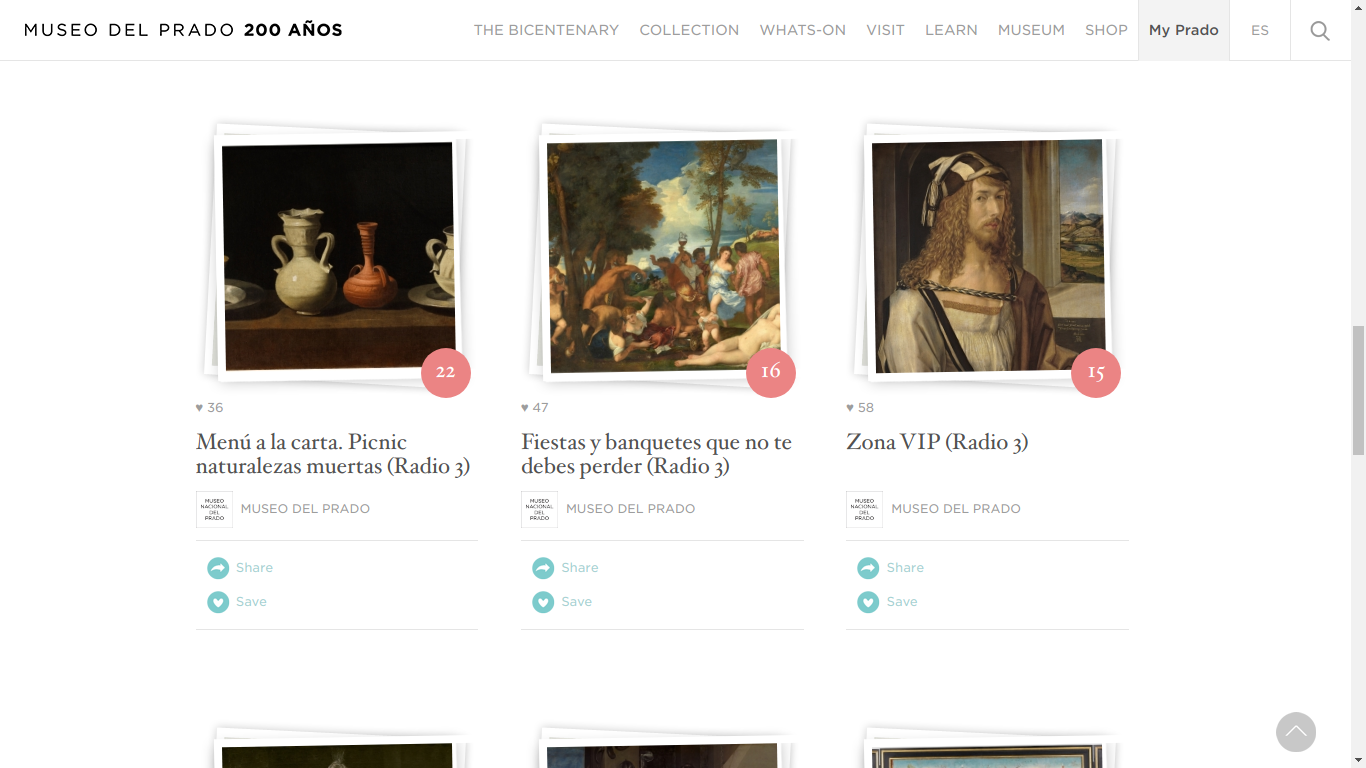 MUSEO DEL PRADO 200 AÑOS
THE BICENTENARY COLLECTION WHATS-ON VISIT LEARN MUSEUM SHOP My Prado ES
22
16
15
♥ 36
♥ 47
♥ 58
Menú a la carta. Picnic
naturalezas muertas (Radio 3)
Fiestas y banquetes que no te
debes perder (Radio 3)
Zona VIP (Radio 3)
MUSEO
NACIONAL
DEL
PRADO
MUSEO DEL PRADO
MUSEO
NACIONAL
DEL
PRADO
MUSEO DEL PRADO
MUSEO
NACIONAL
DEL
PRADO
MUSEO DEL PRADO
Share
Share
Share
Save
Save
Save